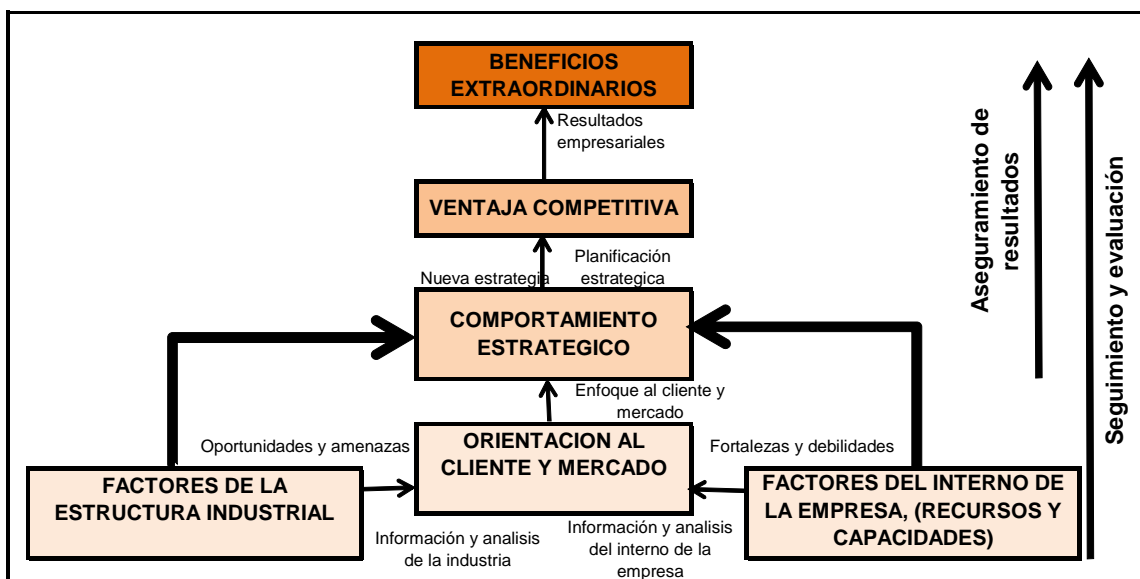 BENEFICIOS
EXTRAORDINARIOS
Resultados
empresariales
VENTAJA COMPETITIVA
Nueva estrategia
Planificación
estrategica
COMPORTAMIENTO
ESTRATEGICO
Enfoque al cliente y
mercado
Oportunidades y amenazas
ORIENTACION AL
CLIENTE Y MERCADO
Fortalezas y debilidades
FACTORES DE LA
ESTRUCTURA INDUSTRIAL
FACTORES DEL INTERNO DE
LA EMPRESA, (RECURSOS Y
CAPACIDADES)
Información y analisis
de la industria
Información y analisis
del interno de la
empresa
Aseguramiento de
resultados
Seguimiento y evaluación